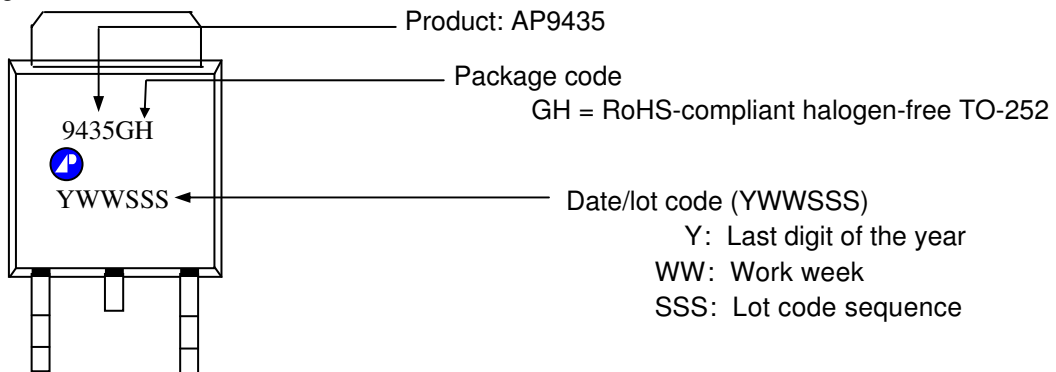 Product: AP9435
Package code
GH = RoHS-compliant halogen-free TO-252
9435GH
YWWSSS
Date/lot code (YWWSSS)
Y: Last digit of the year
WW: Work week
SSS: Lot code sequence